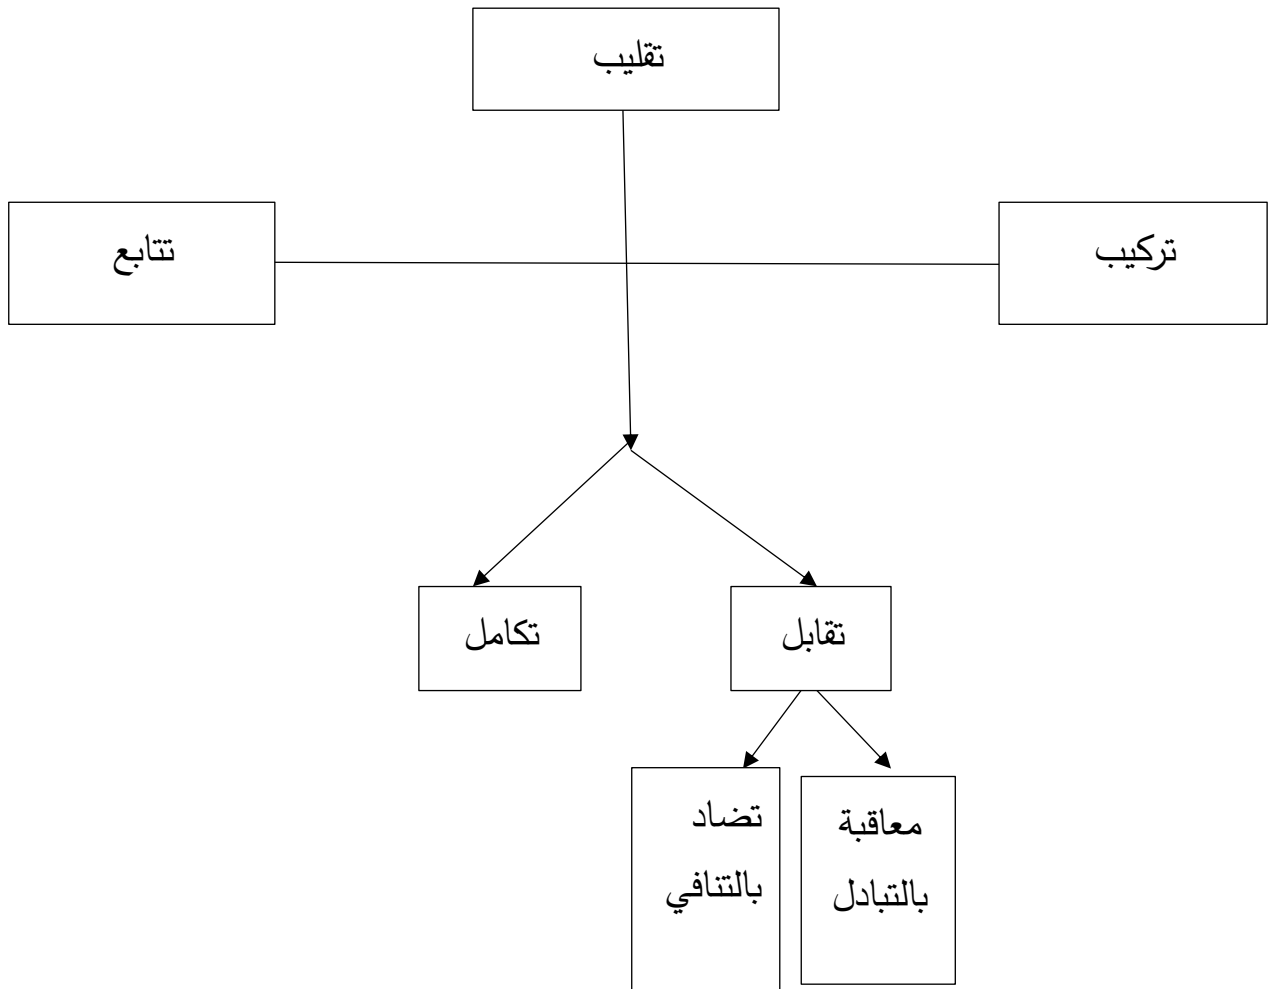 تقليب
تركيب
تتابع
تقابل
تكامل
معاقبة
بالتبادل
تضاد
بالتنافي